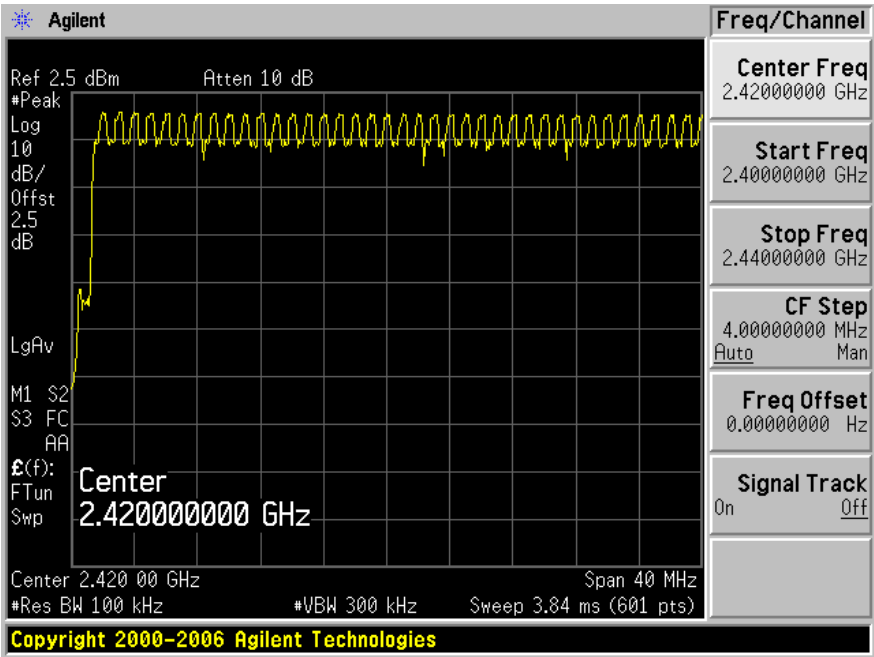 Agilent
Freq/Channel
Ref 2.5 dBm Atten 10 dB
#Peak
Log
10
dB/
Offst
2.5
dB
LgAv
M1 S2
S3 FC
AA
£(f):
FTun
Swp
Center
2.420000000 GHz
Center 2.420 00 GHz Span 40 MHz
#Res BW 100 kHz #VBW 300 kHz Sweep 3.84 ms (601 pts)
Center Freq
2.42000000 GHz
Start Freq
2.40000000 GHz
Stop Freq
2.44000000 GHz
CF Step
4.00000000 MHz
Auto Man
Freq Offset
0.00000000 Hz
Signal Track
On Off
Copyright 2000-2006 Agilent Technologies